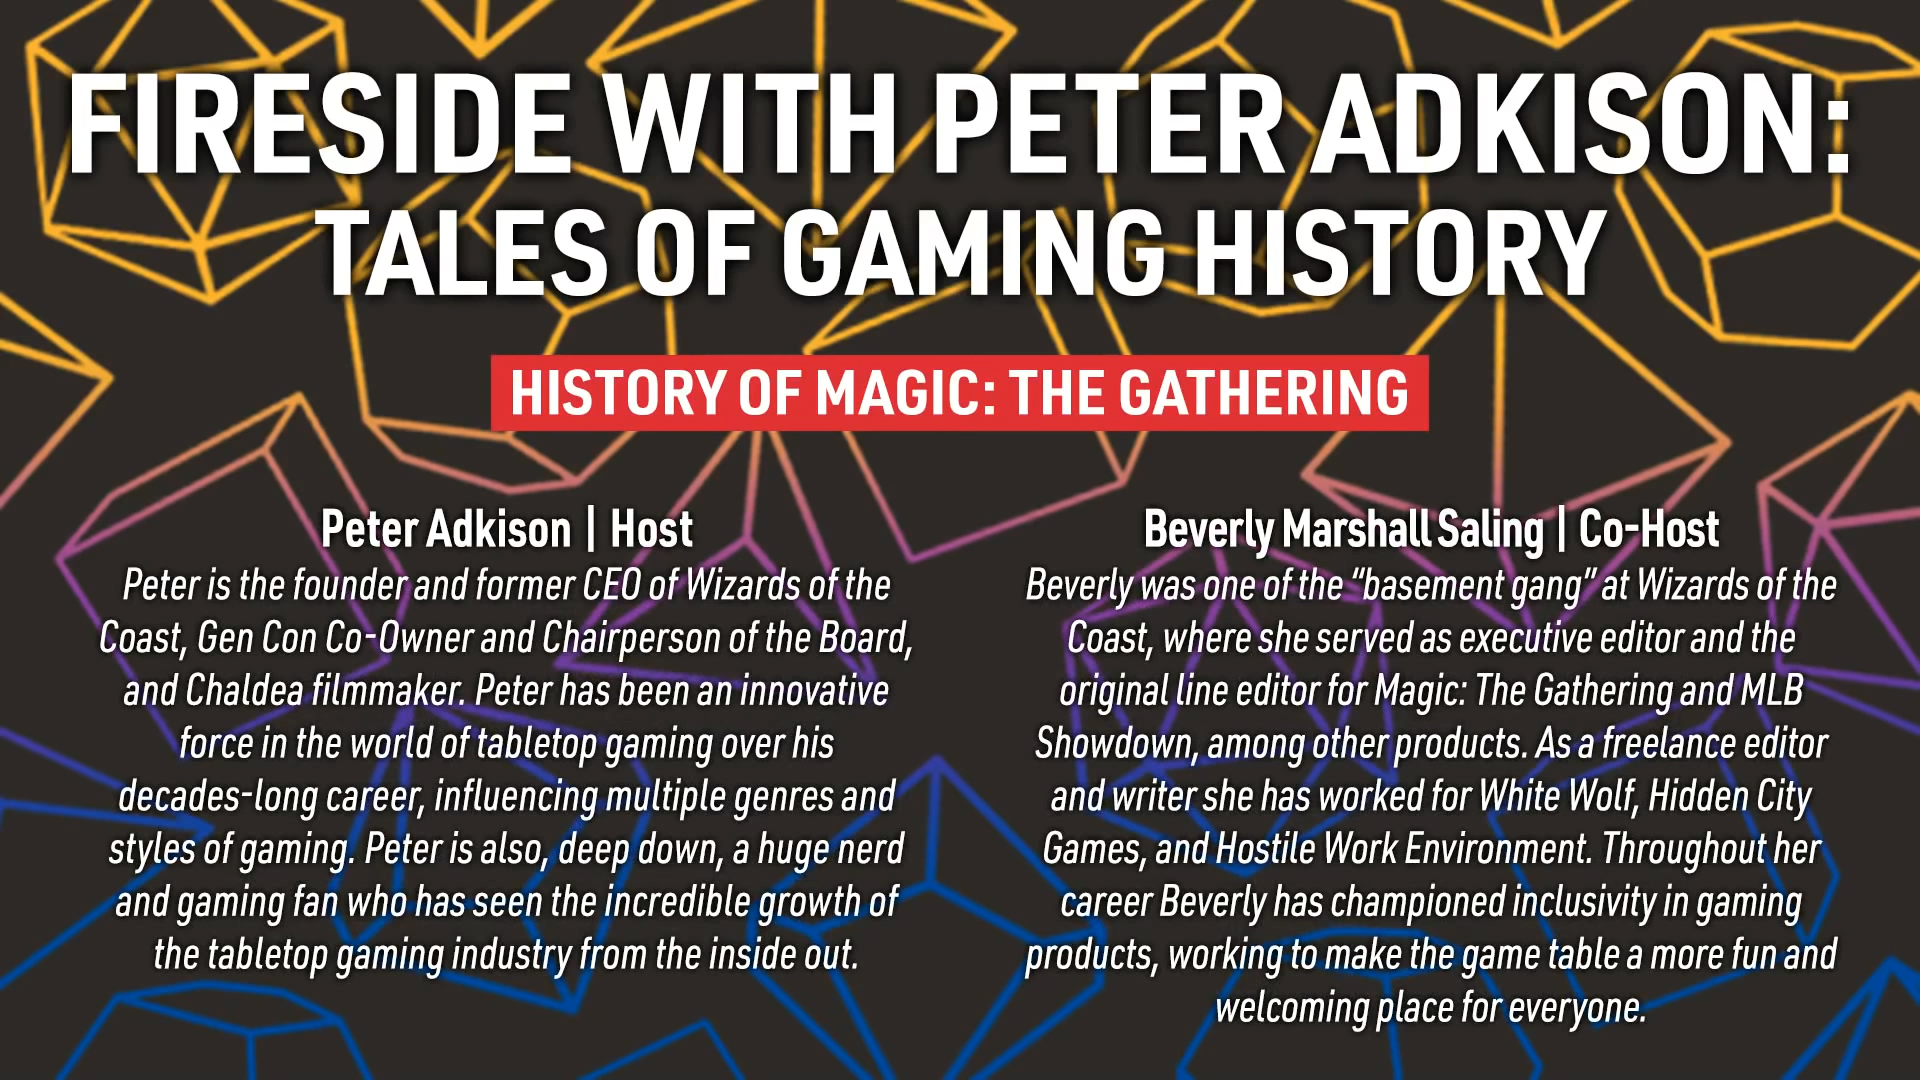 FIRESIDE WITH PETER ADKISON:
TALES OF GAMING HISTORY
HISTORY OF MAGIC: THE GATHERING
Peter Adkison | Host
Peter is the founder and former CEO of Wizards of the
Coast, Gen Con Co-Owner and Chairperson of the Board,
and Chaldea filmmaker. Peter has been an innovative
force in the world of tabletop gaming over his
decades-long career, influencing multiple genres and
styles of gaming. Peter is also, deep down, a huge nerd
and gaming fan who has seen the incredible growth of
the tabletop gaming industry from the inside out.
Beverly Marshall Saling | Co-Host
Beverly was one of the “basement gang” at Wizards of the
Coast, where she served as executive editor and the
original line editor for Magic: The Gathering and MLB
Showdown, among other products. As a freelance editor
and writer she has worked for White Wolf, Hidden City
Games, and Hostile Work Environment. Throughout her
career Beverly has championed inclusivity in gaming
products, working to make the game table a more fun and
welcoming place for everyone.